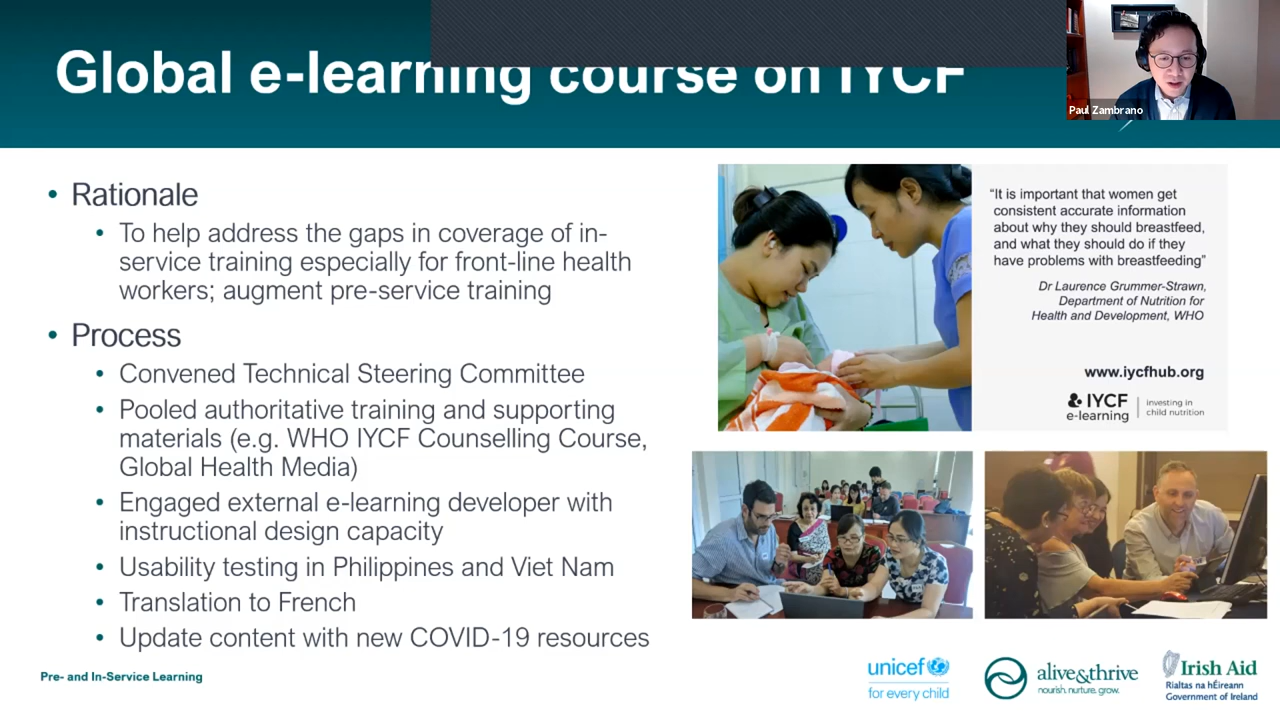 Global e-learning course on IYCF
Paul Zambrano
• Rationale
• To help address the gaps in coverage of in-
service training especially for front-line health
workers; augment pre-service training
• Process
• Convened Technical Steering Committee
• Pooled authoritative training and supporting
materials (e.g. WHO IYCF Counselling Course,
Global Health Media)
• Engaged external e-learning developer with
instructional design capacity
• Usability testing in Philippines and Viet Nam
• Translation to French
• Update content with new COVID-19 resources
“It is important that women get
consistent accurate information
about why they should breastfeed,
and what they should do if they
have problems with breastfeeding”
Dr Laurence Grummer-Strawn,
Department of Nutrition for
Health and Development, WHO
www.iycfhub.org
IYCF
e-learning
investing in
child nutrition
Pre- and In-Service Learning
unicef
for every child
alive&thrive
nourish. nurture. grow.
Irish Aid
Rialtas na hÉireann
Government of Ireland